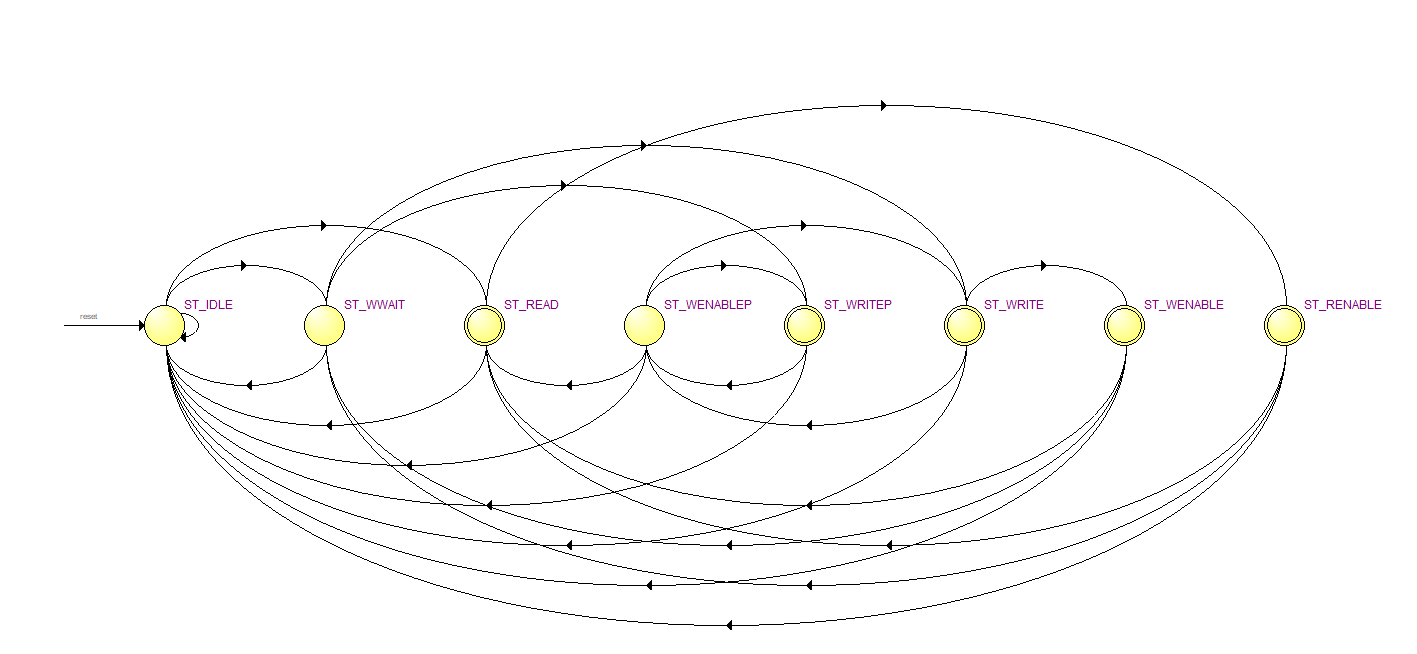 ST_IDLE
ST_WWAIT
ST_READ
ST_WENABLEP
ST_WRITEP
ST_WRITE
ST_WENABLE
ST_RENABLE
reset